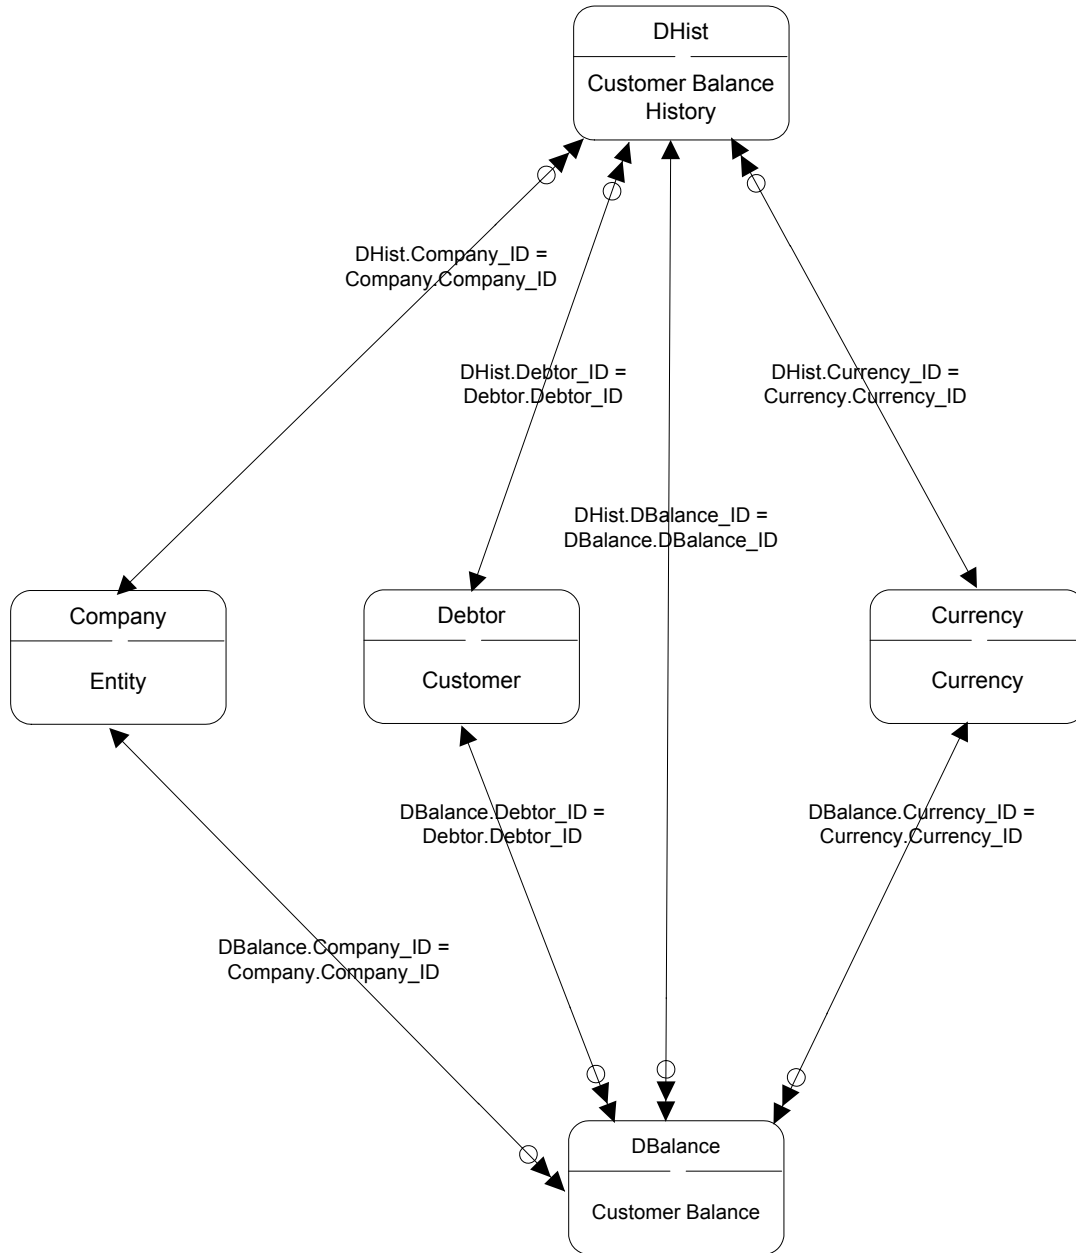 DHist
Customer Balance
History
DHist.Company_ID =
Company.Company_ID
DHist.Debtor_ID =
Debtor.Debtor_ID
DHist.Currency_ID =
Currency.Currency_ID
DHist.DBalance_ID =
DBalance.DBalance_ID
Company
Entity
Debtor
Customer
Currency
Currency
DBalance.Debtor_ID =
Debtor.Debtor_ID
DBalance.Currency_ID =
Currency.Currency_ID
DBalance.Company_ID =
Company.Company_ID
DBalance
Customer Balance